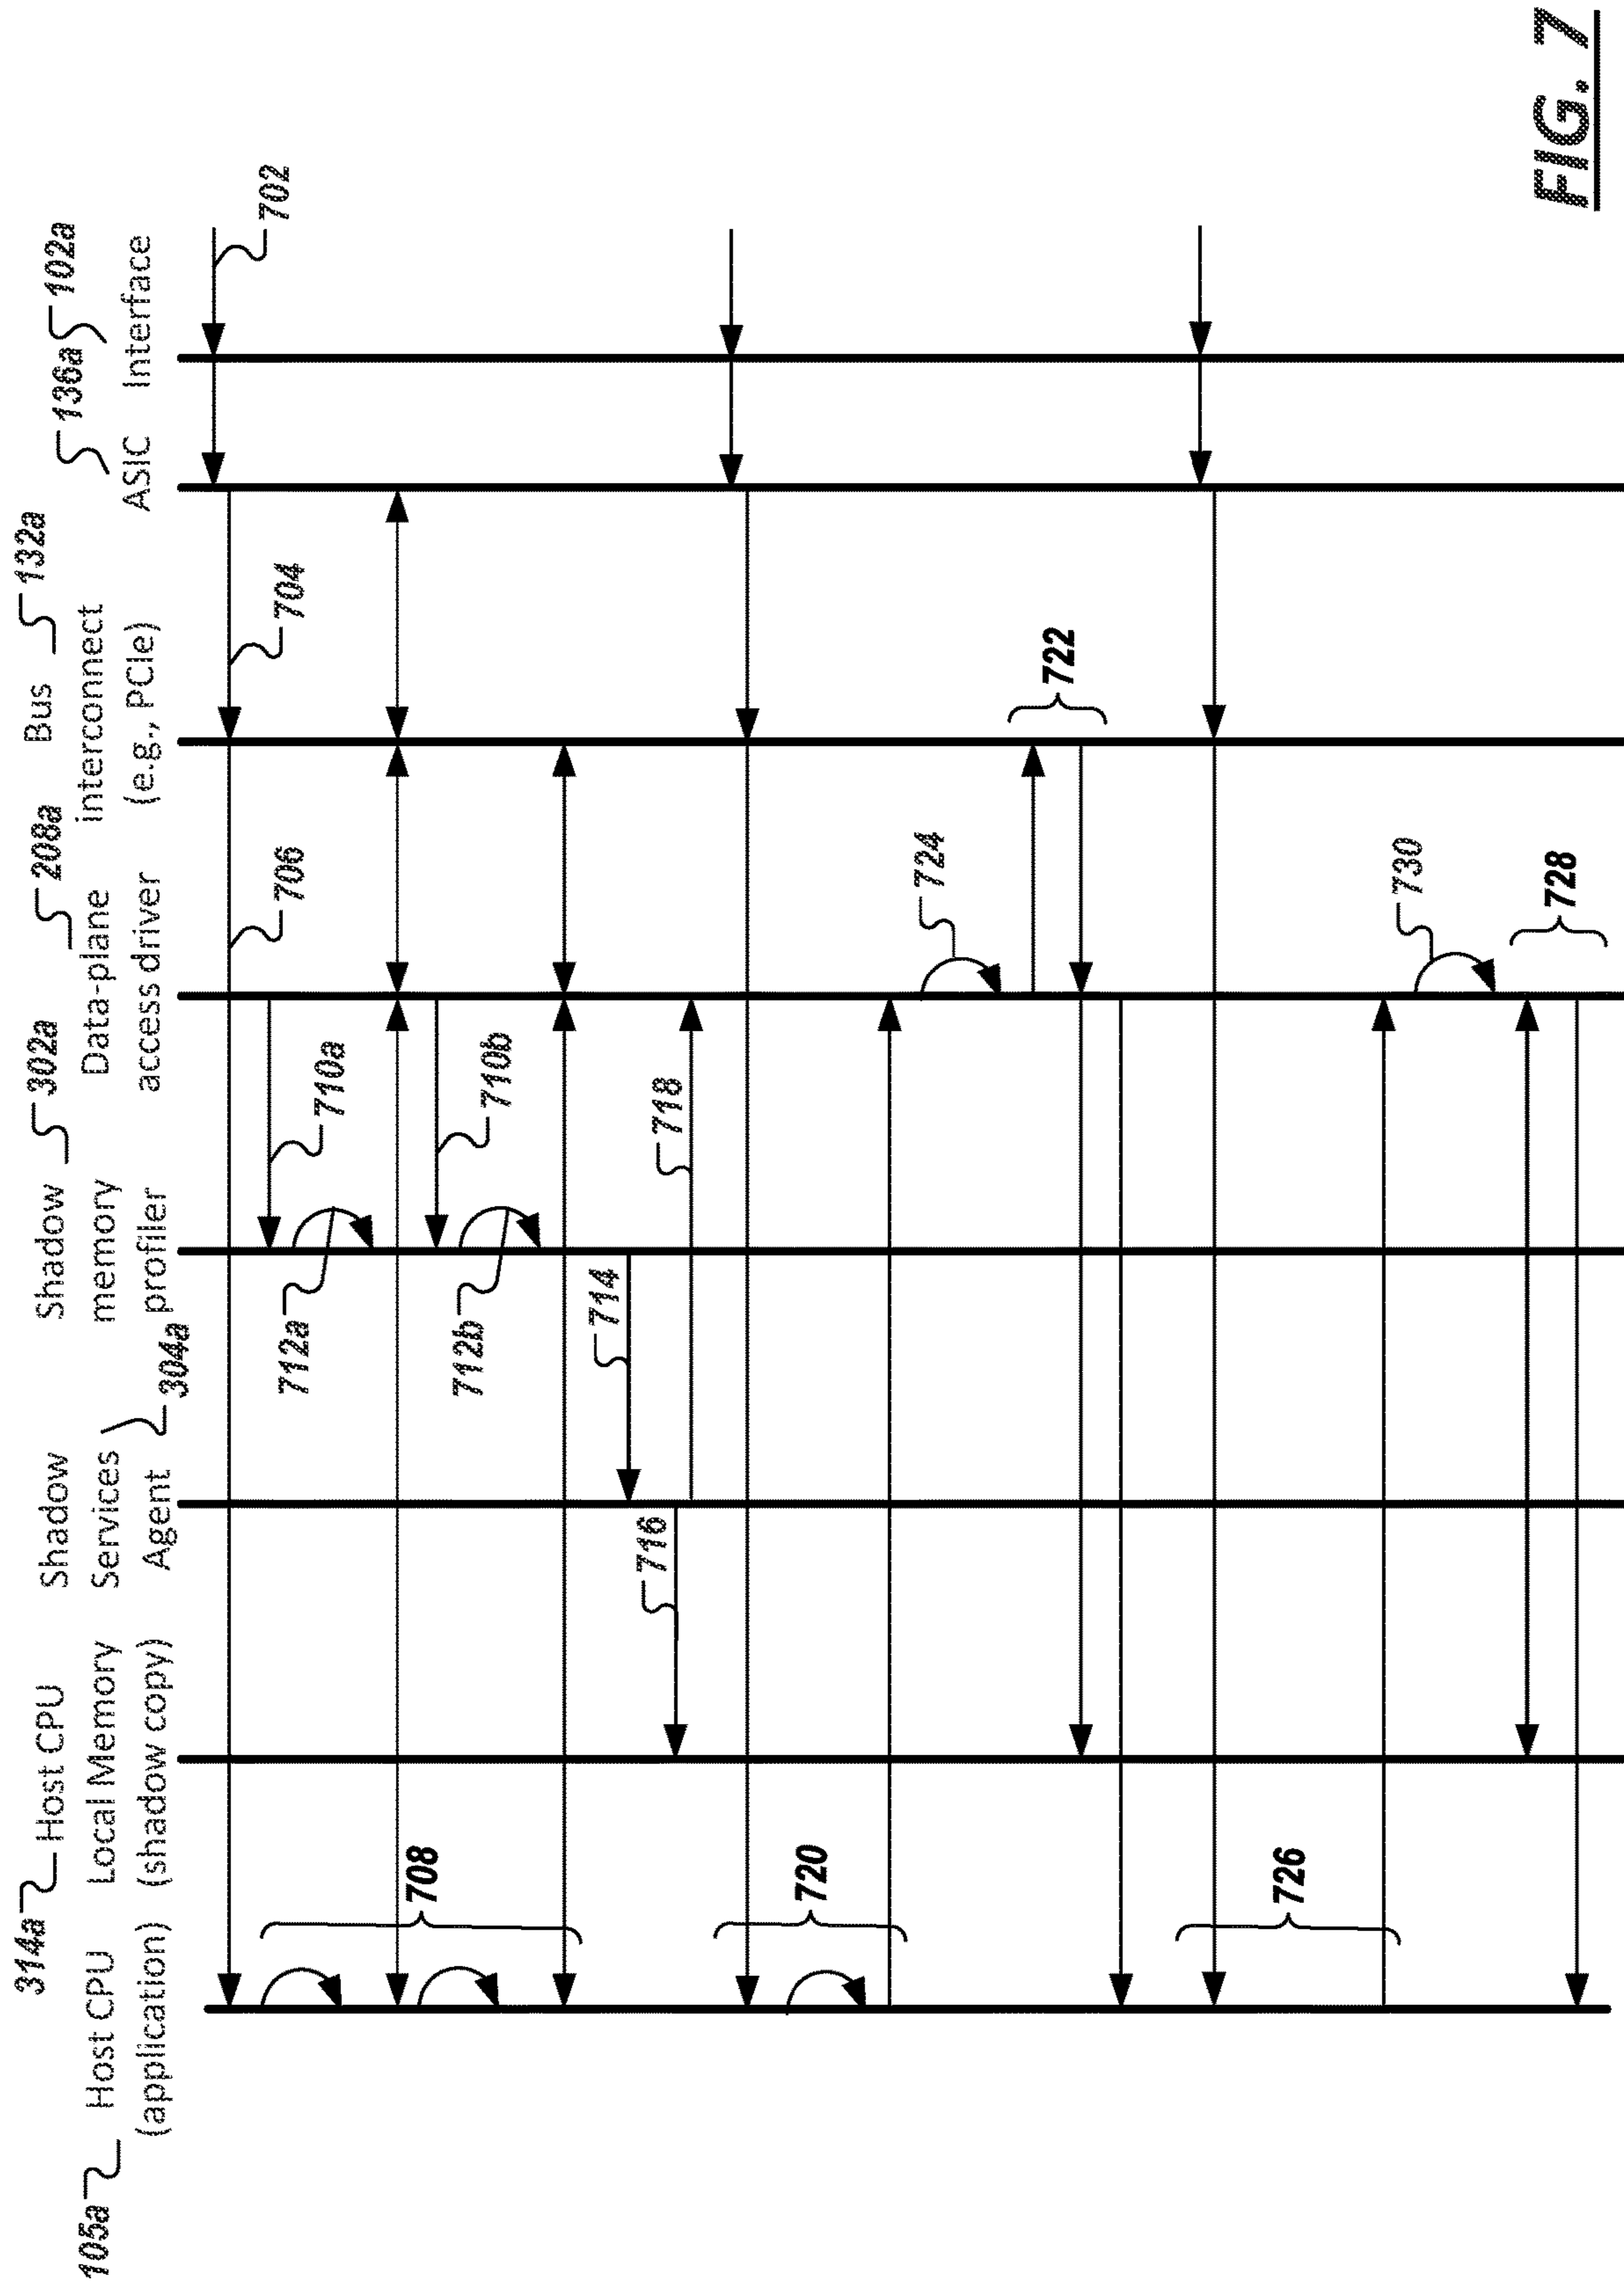 105a
Host CPU
(application)
314a
Host CPU
Local Memory
(shadow copy)
Shadow
Services
Agent
304a
Shadow
memory
profiler
302a
Data-plane
access driver
208a
Bus
interconnect
(e.g., PCIe)
132a
ASIC
136a
Interface
102a
702
704
706
708
710a
712a
710b
712b
714
716
718
720
724
722
726
730
728
FIG. 7